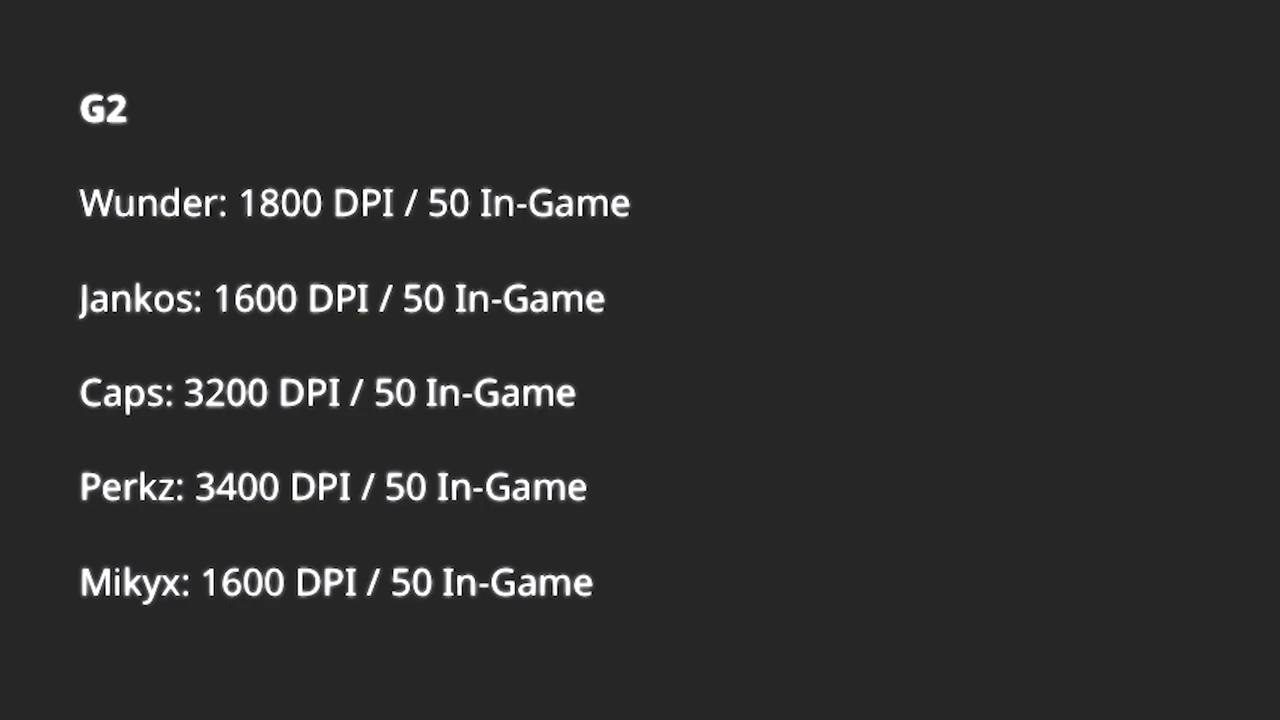 G2
Wunder: 1800 DPI / 50 In-Game
Jankos: 1600 DPI / 50 In-Game
Caps: 3200 DPI / 50 In-Game
Perkz: 3400 DPI / 50 In-Game
Mikyx: 1600 DPI / 50 In-Game